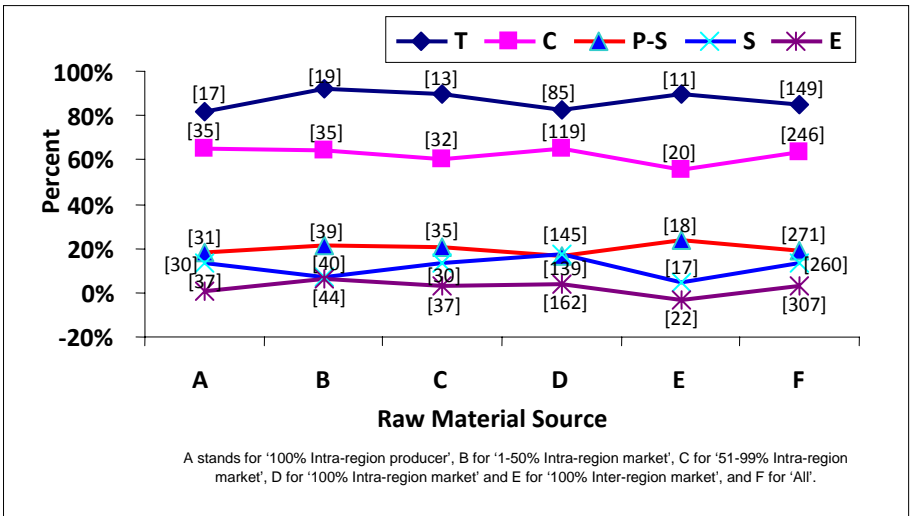 T C P-S S E
100%
80%
60%
40%
20%
0%
-20%
Percent
[17] [19] [13] [85] [11] [149]
[35] [35] [32] [119] [20] [246]
[31] [39] [35] [145] [18] [271]
[30] [40] [30] [139] [17] [260]
[37] [44] [37] [162] [22] [307]
A B C D E F
Raw Material Source
A stands for ‘100% Intra-region producer’, B for ‘1-50% Intra-region market’, C for ‘51-99% Intra-region
market’, D for ‘100% Intra-region market’ and E for ‘100% Inter-region market’, and F for ‘All’.